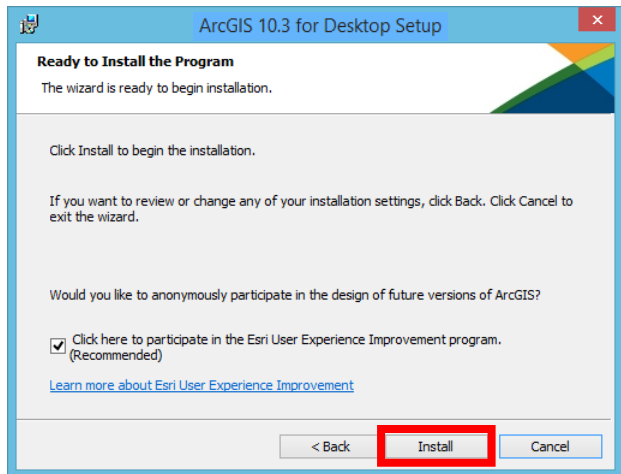 ArcGIS 10.3 for Desktop Setup
Ready to Install the Program
The wizard is ready to begin installation.
Click Install to begin the installation.
If you want to review or change any of your installation settings, click Back. Click Cancel to
exit the wizard.
Would you like to anonymously participate in the design of future versions of ArcGIS?
Click here to participate in the Esri User Experience Improvement program.
(Recommended)
Learn more about Esri User Experience Improvement
< Back
Install
Cancel